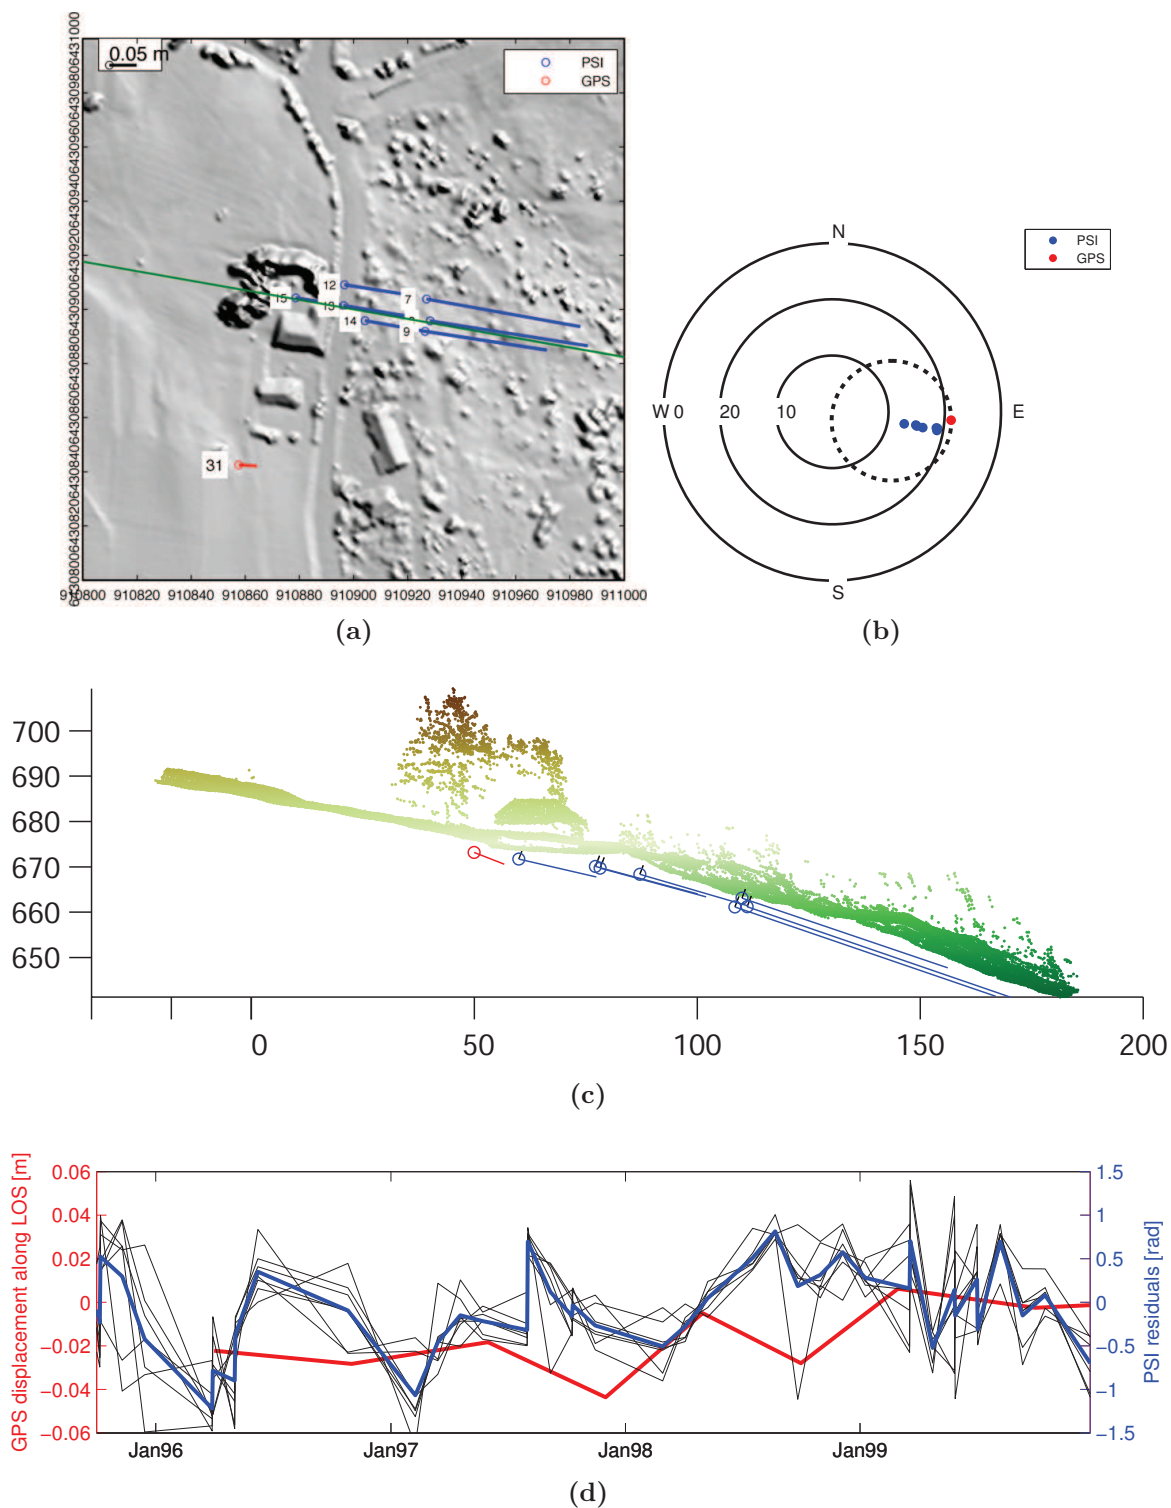 0.05 m
PSI
GPS
15
12
13
14
7
9
31
910800 910820 910840 910860 910880 910900 910920 910940 910960 910980 911000
(a)
N
W 0 20 10 E
S
PSI
GPS
(b)
700
690
680
670
660
650
0 50 100 150 200
(c)
GPS displacement along LOS [m]
0.06
0.04
0.02
0
−0.02
−0.04
−0.06
1.5
1
0.5
0
−0.5
−1
−1.5
PSI residuals [rad]
Jan96 Jan97 Jan98 Jan99
(d)